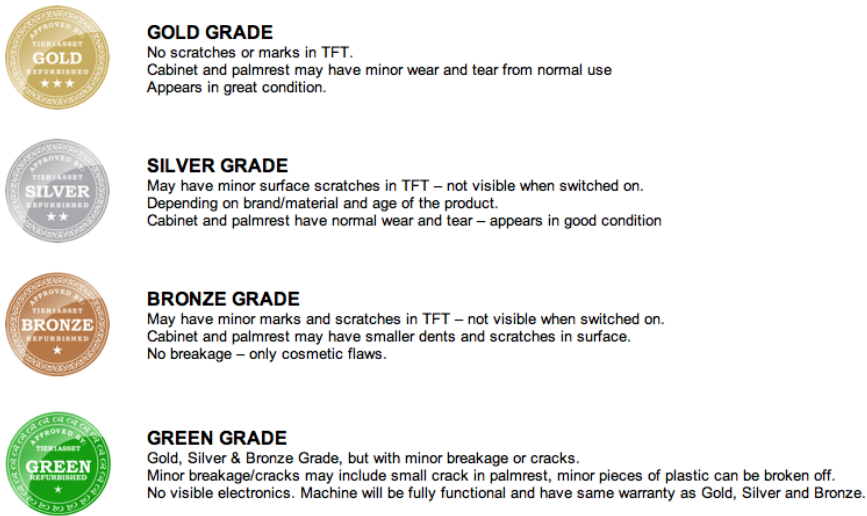 APPROVED BY:
TIER1ASSET
GOLD
REFURBISHED
GOLD GRADE
No scratches or marks in TFT.
Cabinet and palmrest may have minor wear and tear from normal use
Appears in great condition.
APPROVED BY:
TIER1ASSET
SILVER
REFURBISHED
SILVER GRADE
May have minor surface scratches in TFT – not visible when switched on.
Depending on brand/material and age of the product.
Cabinet and palmrest have normal wear and tear – appears in good condition
APPROVED BY:
TIER1ASSET
BRONZE
REFURBISHED
BRONZE GRADE
May have minor marks and scratches in TFT – not visible when switched on.
Cabinet and palmrest may have smaller dents and scratches in surface.
No breakage – only cosmetic flaws.
APPROVED BY:
TIER1ASSET
GREEN
REFURBISHED
GREEN GRADE
Gold, Silver & Bronze Grade, but with minor breakage or cracks.
Minor breakage/cracks may include small crack in palmrest, minor pieces of plastic can be broken off.
No visible electronics. Machine will be fully functional and have same warranty as Gold, Silver and Bronze.